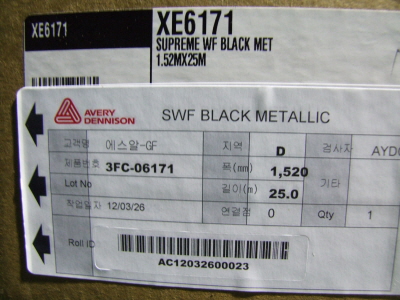 XE6171
XE6171
SUPREME WF BLACK MET
1.52MX25M
AVERY
DENNISON
SWF BLACK METALLIC
고객명 에스알-GF 지역 D 검사자 AYD
제품번호 3FC-06171 폭(mm) 1,520 기타
Lot No 길이(m) 25.0
작업일자 12/03/26 연결점 0 Qty 1
Roll ID
AC12032600023